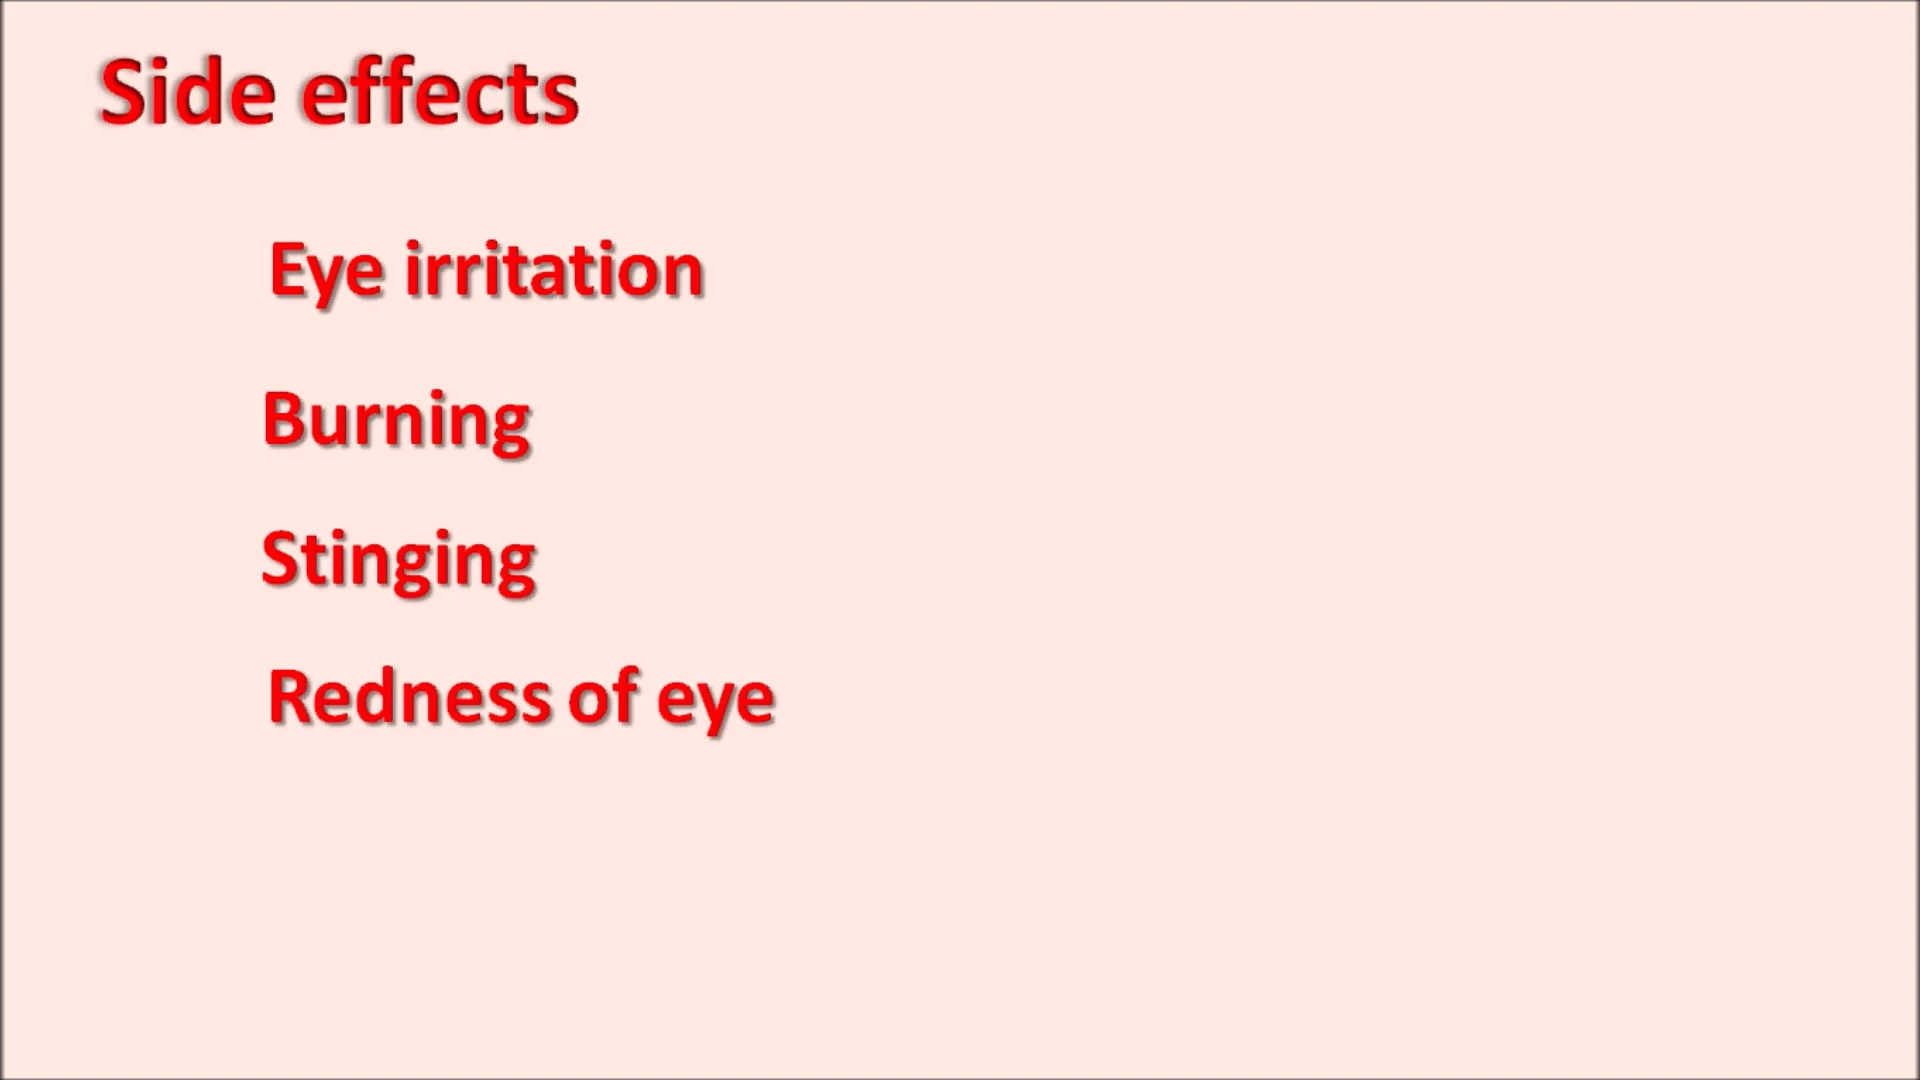 Side effects
Eye irritation
Burning
Stinging
Redness of eye